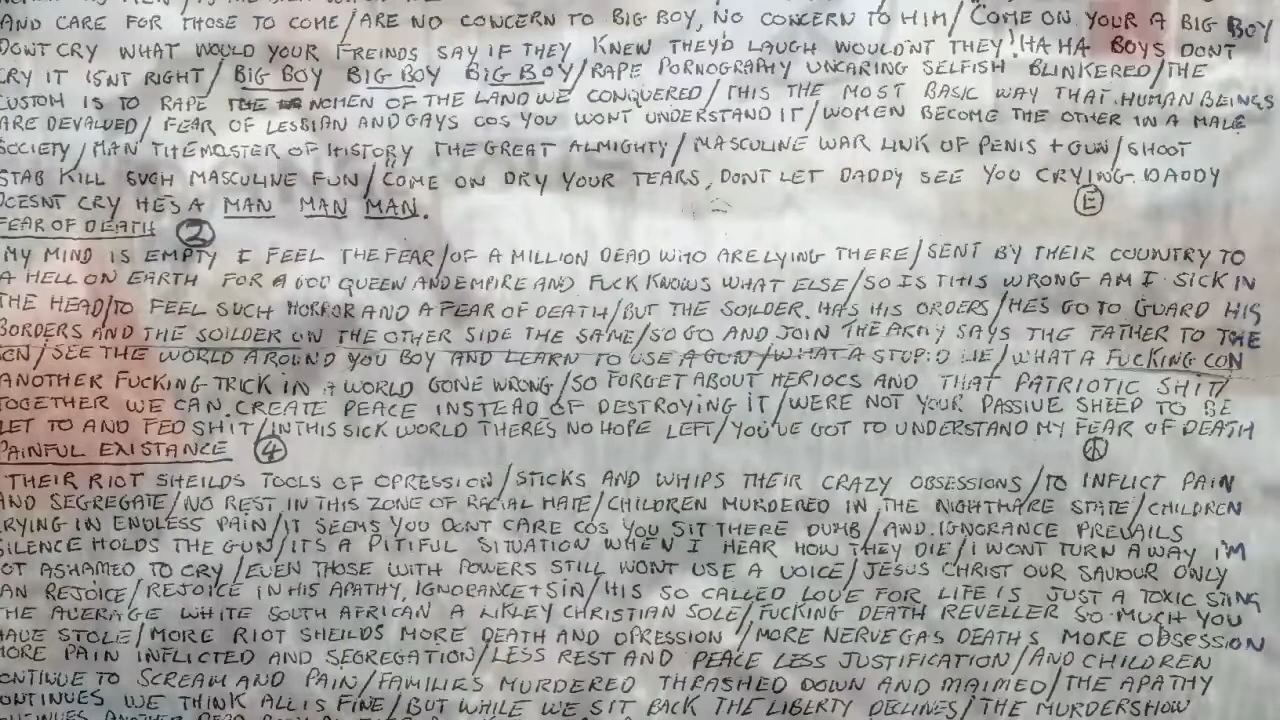 AND CARE FOR THOSE TO COME/ARE NO CONCERN TO BIG BOY, NO CONCERN TO HIM/COME ON YOUR A BIG BOY
DONT CRY WHAT WOULD YOUR FREINDS SAY IF THEY KNEW THEY'D LAUGH WOULDN'T THEY! HA HA BOYS DONT
CRY IT ISNT RIGHT/BIG BOY BIG BOY BIG BOY/RAPE PORNOGRAPHY UNCARING SELFISH BLINKERED/THE
CUSTOM IS TO RAPE THE WOMEN OF THE LAND WE CONQUERED/THIS THE MOST BASIC WAY THAT HUMAN BEINGS
ARE DEVALUED/FEAR OF LESBIAN AND GAYS COS YOU WONT UNDERSTAND IT/WOMEN BECOME THE OTHER IN A MALE
SOCIETY/MAN THE MASTER OF HISTORY THE GREAT ALMIGHTY/MASCULINE WAR LINK OF PENIS + GUN/SHOOT
STAB KILL SUCH MASCULINE FUN/COME ON DRY YOUR TEARS, DONT LET DADDY SEE YOU CRYING. DADDY
DOESNT CRY HE'S A MAN MAN MAN. E
FEAR OF DEATH 2
MY MIND IS EMPTY I FEEL THE FEAR/OF A MILLION DEAD WHO ARE LYING THERE/SENT BY THEIR COUNTRY TO
A HELL ON EARTH FOR A GOD QUEEN AND EMPIRE AND FUCK KNOWS WHAT ELSE/SO IS THIS WRONG AM I SICK IN
THE HEAD/TO FEEL SUCH HORROR AND A FEAR OF DEATH/BUT THE SOILDER HAS HIS ORDERS/HE'S GO TO GUARD HIS
BORDERS AND THE SOILDER ON THE OTHER SIDE THE SAME/SO GO AND JOIN THE ARMY SAYS THE FATHER TO THE
SON/SEE THE WORLD AROUND YOU BOY AND LEARN TO USE A GUN/WHAT A STUPID LIE/WHAT A FUCKING CON
ANOTHER FUCKING TRICK IN A WORLD GONE WRONG/SO FORGET ABOUT HERIOCS AND THAT PATRIOTIC SHIT/
TOGETHER WE CAN CREATE PEACE INSTEAD OF DESTROYING IT/WERE NOT YOUR PASSIVE SHEEP TO BE
LET TO AND FED SHIT/IN THIS SICK WORLD THERE'S NO HOPE LEFT/YOU'VE GOT TO UNDERSTAND MY FEAR OF DEATH
PAINFUL EXISTANCE 4
THEIR RIOT SHEILDS TOOLS OF OPRESSION/STICKS AND WHIPS THEIR CRAZY OBSESSIONS/TO INFLICT PAIN
AND SEGREGATE/NO REST IN THIS ZONE OF RACIAL HATE/CHILDREN MURDERED IN THE NIGHTMARE STATE/CHILDREN
CRYING IN ENDLESS PAIN/IT SEEMS YOU DONT CARE COS YOU SIT THERE DUMB/AND IGNORANCE PREVAILS
SILENCE HOLDS THE GUN/ITS A PITIFUL SITUATION WHEN I HEAR HOW THEY DIE/I WONT TURN AWAY I'M
NOT ASHAMED TO CRY/EVEN THOSE WITH POWERS STILL WONT USE A VOICE/JESUS CHRIST OUR SAVIOUR ONLY
CAN REJOICE/REJOICE IN HIS APATHY, IGNORANCE + SIN/HIS SO CALLED LOVE FOR LIFE IS JUST A TOXIC STING
THE AVERAGE WHITE SOUTH AFRICAN A LIKLEY CHRISTIAN SOLE/FUCKING DEATH REVELLER SO MUCH YOU
HAVE STOLE/MORE RIOT SHEILDS MORE DEATH AND OPRESSION/MORE NERVE GAS DEATHS, MORE OBSESSION
MORE PAIN INFLICTED AND SEGREGATION/LESS REST AND PEACE LESS JUSTIFICATION/AND CHILDREN
CONTINUE TO SCREAM AND PAIN/FAMILIES MURDERED THRASHED DOWN AND MAIMED/THE APATHY
CONTINUES WE THINK ALL IS FINE/BUT WHILE WE SIT BACK THE LIBERTY DECLINES/THE MURDERSHOW